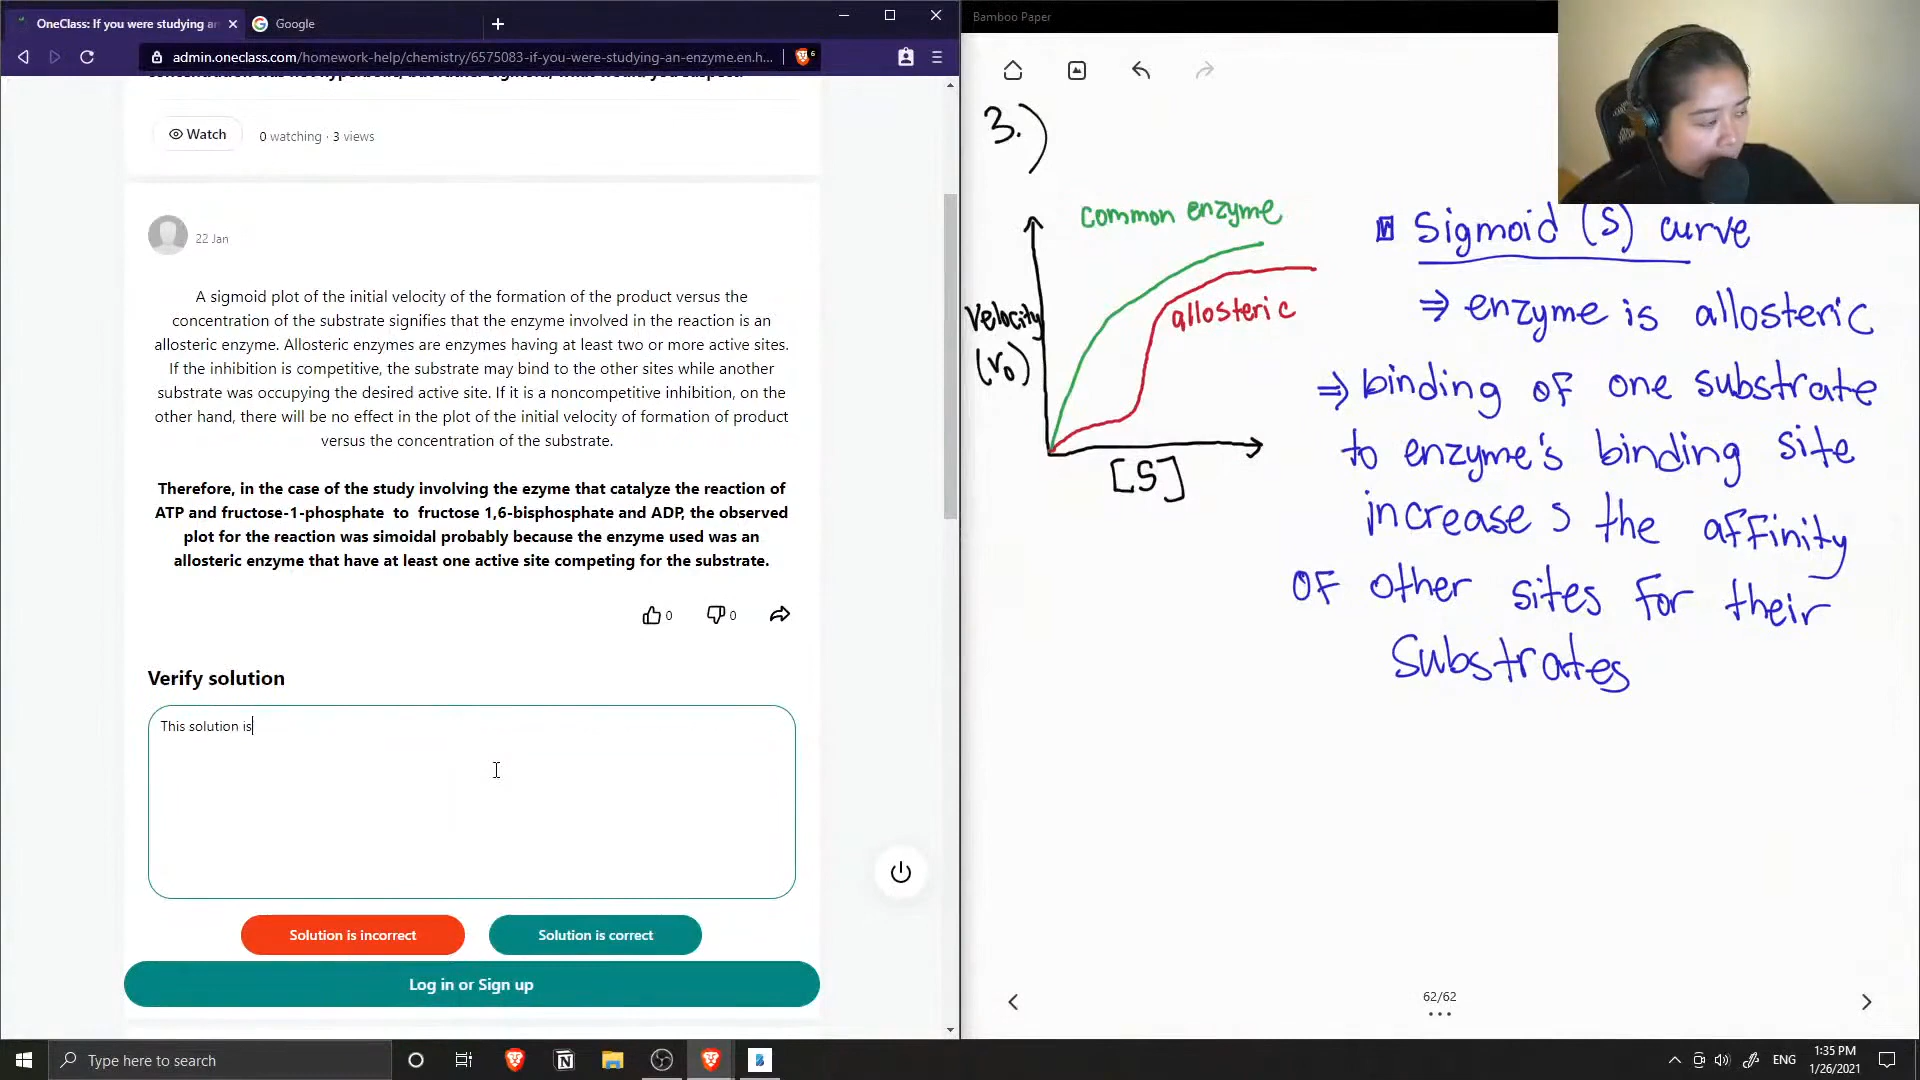 OneClass: If you were studying an
Google
admin.oneclass.com/homework-help/chemistry/6575083-if-you-were-studying-an-enzyme.en.h...
6
Watch
0 watching · 3 views
22 Jan
A sigmoid plot of the initial velocity of the formation of the product versus the
concentration of the substrate signifies that the enzyme involved in the reaction is an
allosteric enzyme. Allosteric enzymes are enzymes having at least two or more active sites.
If the inhibition is competitive, the substrate may bind to the other sites while another
substrate was occupying the desired active site. If it is a noncompetitive inhibition, on the
other hand, there will be no effect in the plot of the initial velocity of formation of product
versus the concentration of the substrate.
Therefore, in the case of the study involving the ezyme that catalyze the reaction of
ATP and fructose-1-phosphate to fructose 1,6-bisphosphate and ADP, the observed
plot for the reaction was simoidal probably because the enzyme used was an
allosteric enzyme that have at least one active site competing for the substrate.
0
0
Verify solution
This solution is
Solution is incorrect
Solution is correct
Log in or Sign up
Type here to search
Bamboo Paper
3.)
common enzyme
allosteric
Velocity
(V₀)
[S]
Sigmoid (S) curve
⇒ enzyme is allosteric
⇒ binding of one substrate
to enzyme's binding site
increases the affinity
of other sites for their
substrates
62/62
ENG
1:35 PM
1/26/2021